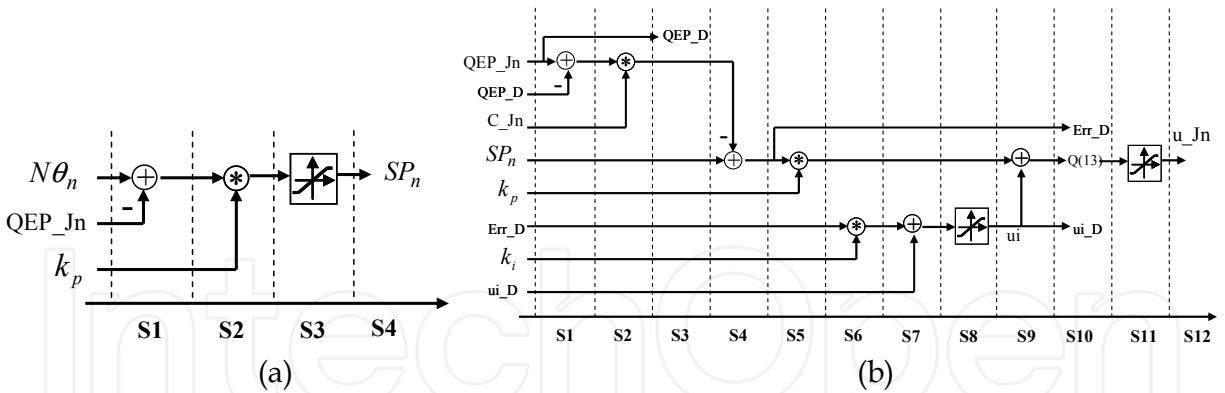 Nθn
QEP_Jn
kp
SPn
S1 S2 S3 S4
(a)
QEP_D
QEP_Jn
QEP_D
C_Jn
SPn
kp
Err_D
Q(13)
u_Jn
Err_D
ki
ui_D
ui
ui_D
S1 S2 S3 S4 S5 S6 S7 S8 S9 S10 S11 S12
(b)
IntechOpen